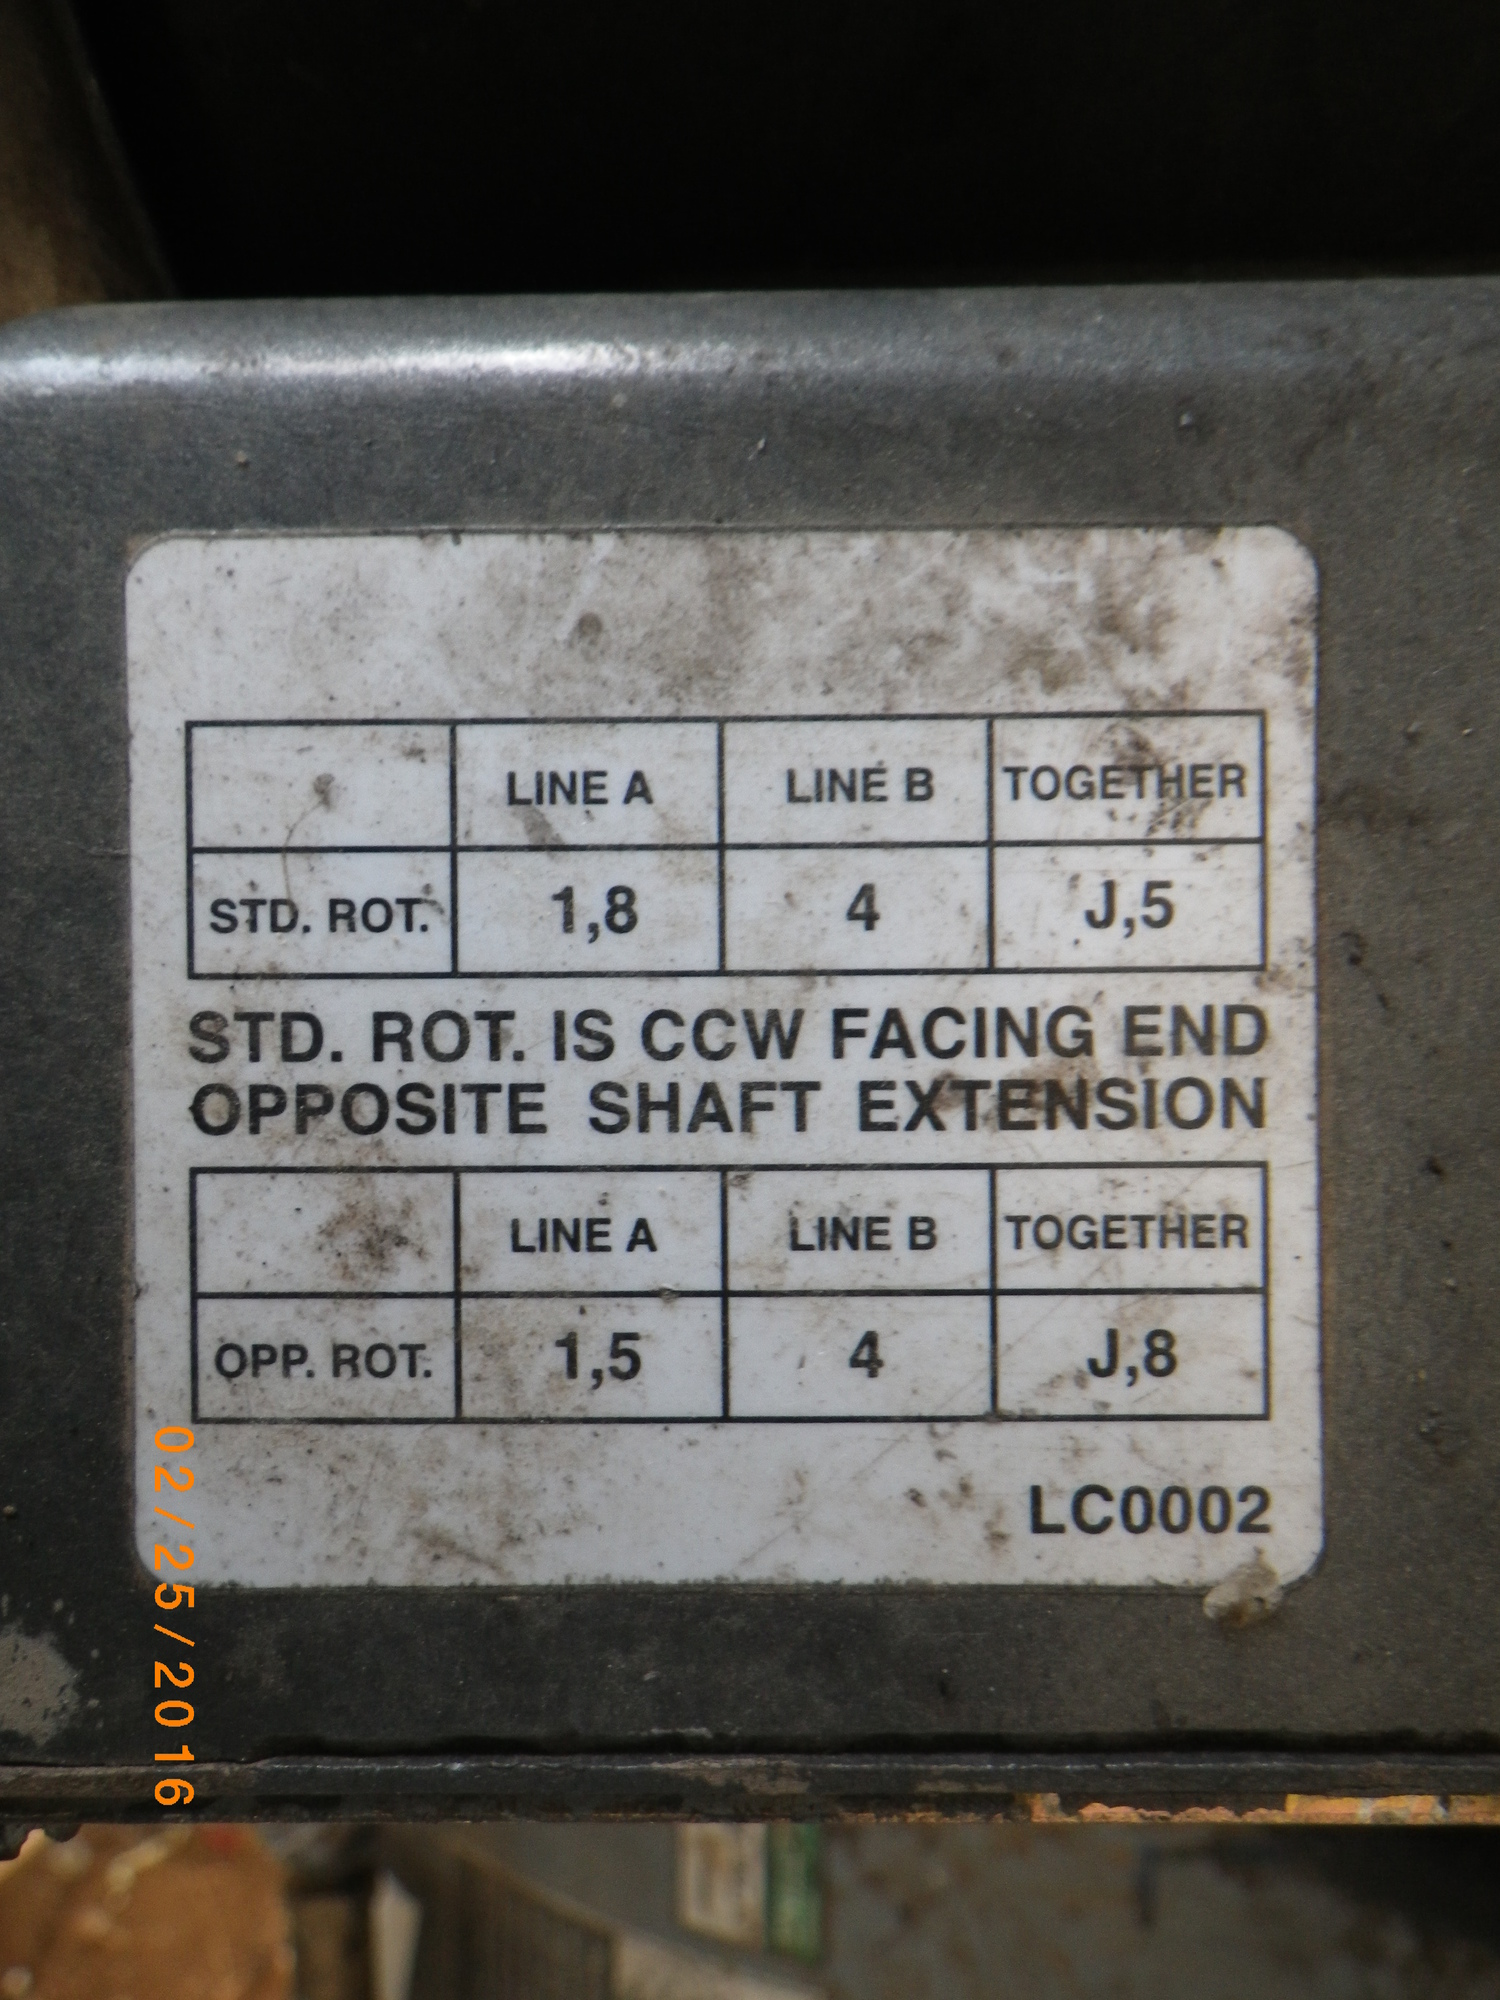 LINE A LINE B TOGETHER
STD. ROT. 1,8 4 J,5
STD. ROT. IS CCW FACING END
OPPOSITE SHAFT EXTENSION
LINE A LINE B TOGETHER
OPP. ROT. 1,5 4 J,8
LC0002
02/25/2016